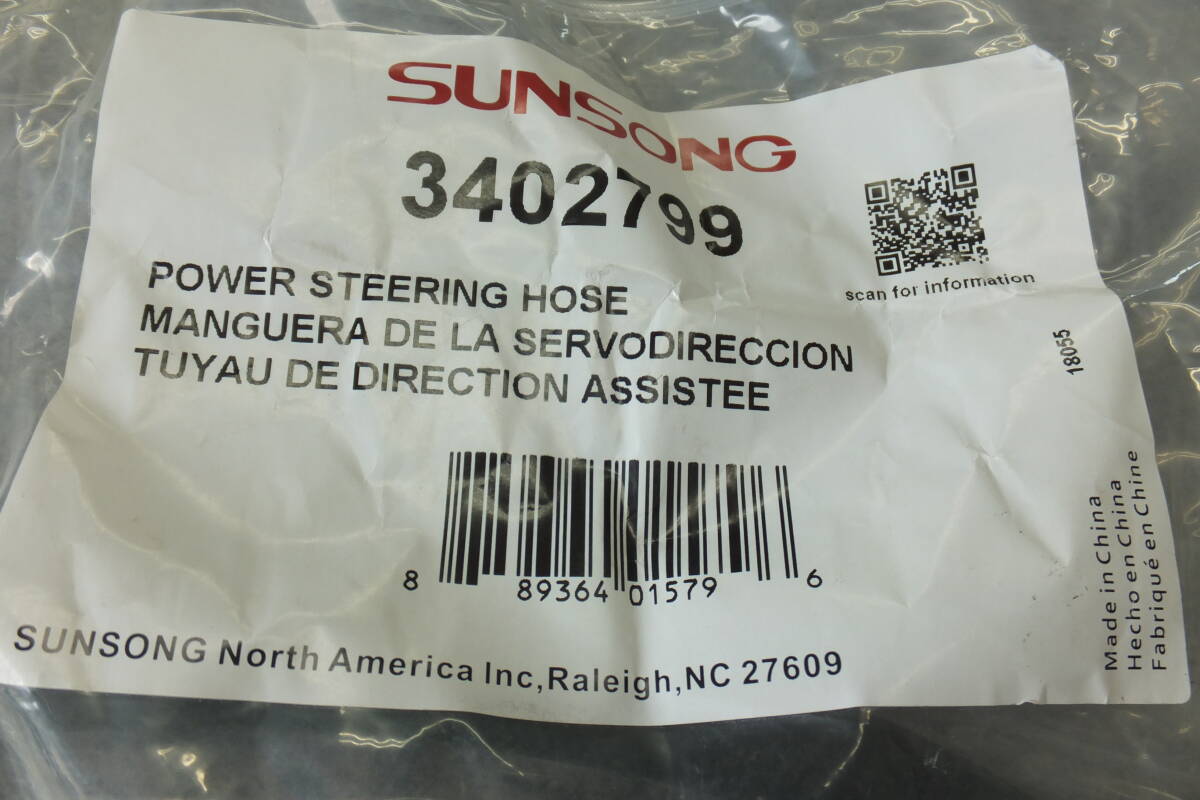 SUNSONG
3402799
scan for information
POWER STEERING HOSE
MANGUERA DE LA SERVODIRECCION
TUYAU DE DIRECTION ASSISTEE
18055
8 89364 01579 6
Made in China
Hecho en China
Fabriqué en Chine
SUNSONG North America Inc,Raleigh,NC 27609